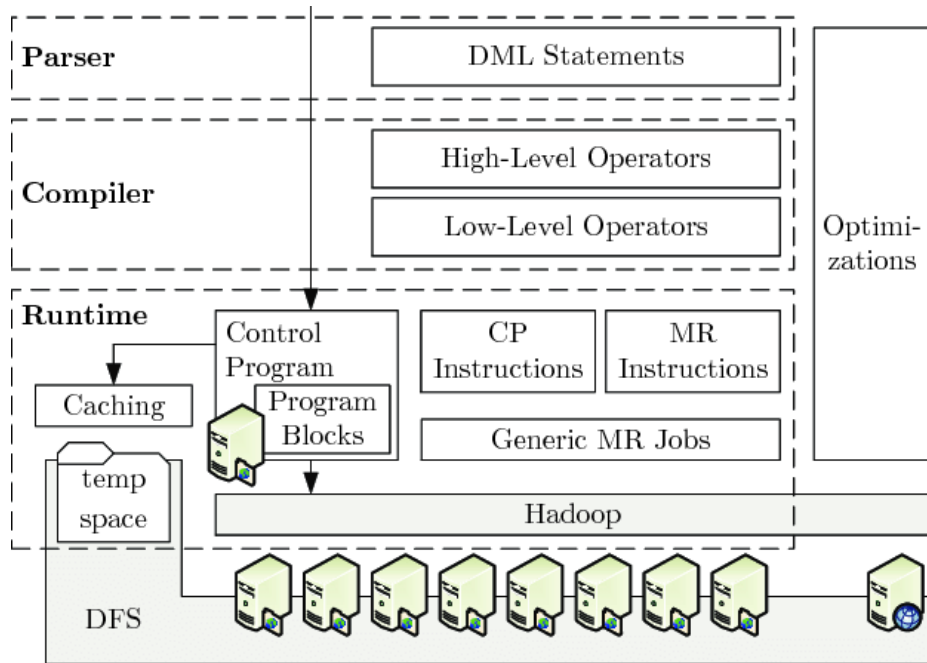 Parser
DML Statements
Compiler
High-Level Operators
Low-Level Operators
Optimi-
zations
Runtime
Control
Program
Program
Blocks
CP
Instructions
MR
Instructions
Caching
Generic MR Jobs
temp
space
Hadoop
DFS